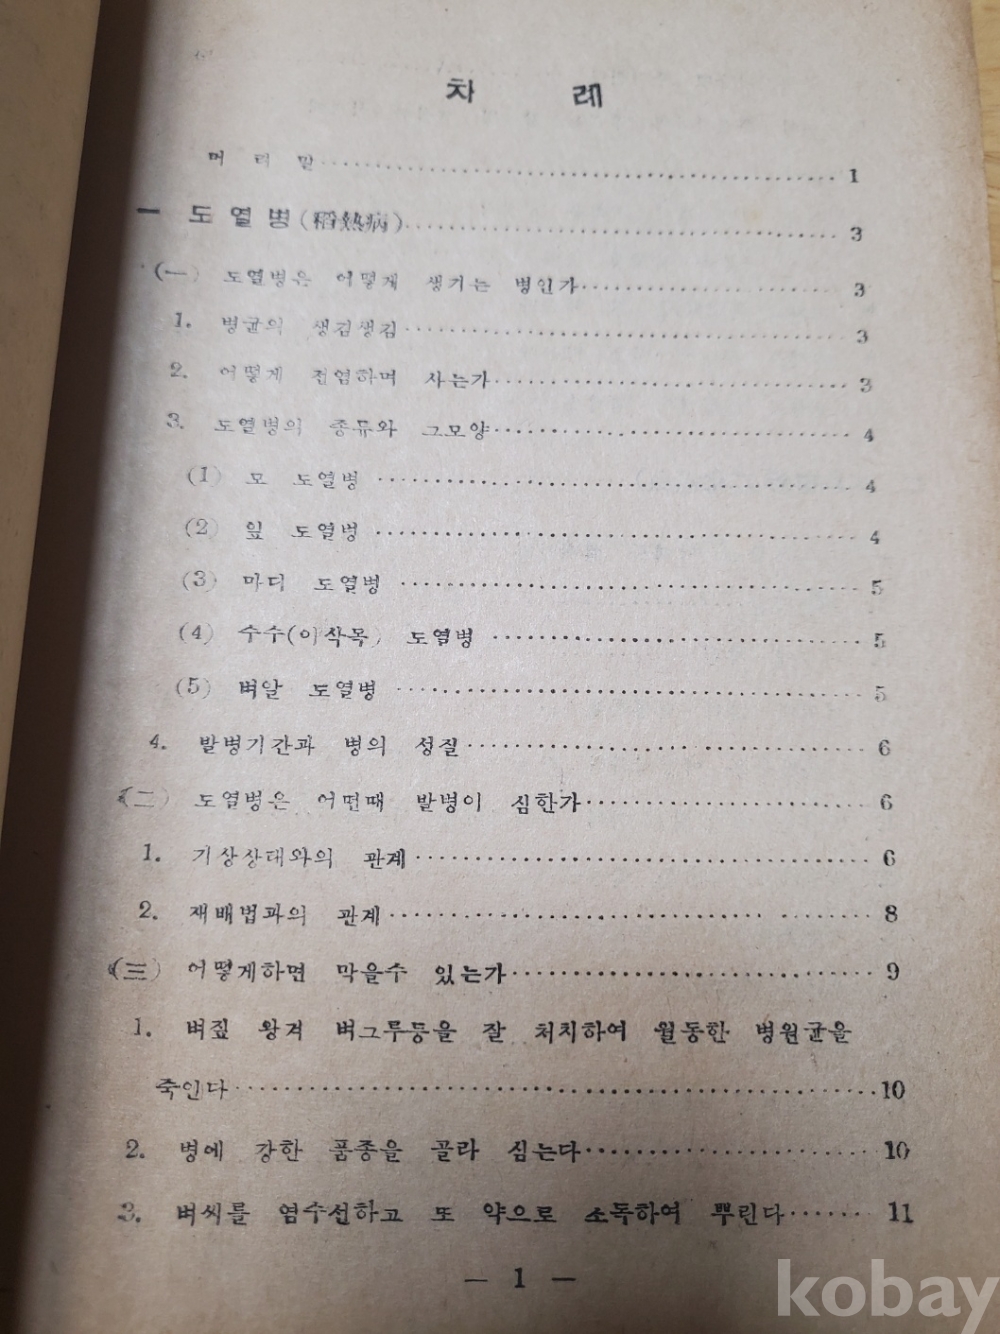 차 례
머 리 말 1
一 도 열 병 (稻熱病) 3
(一) 도열병은 어떻게 생기는 병인가 3
1. 병균의 생김생김 3
2. 어떻게 전염하며 사는가 3
3. 도열병의 종류와 그모양 4
(1) 모 도열병 4
(2) 잎 도열병 4
(3) 마디 도열병 5
(4) 수수(이삭목) 도열병 5
(5) 벼알 도열병 5
4. 발병기간과 병의 성질 6
(二) 도열병은 어떤때 발병이 심한가 6
1. 기상상태와의 관계 6
2. 재배법과의 관계 8
(三) 어떻게하면 막을수 있는가 9
1. 벼짚 왕겨 벼그루등을 잘 처치하여 월동한 병원균을
죽인다 10
2. 병에 강한 품종을 골라 심는다 10
3. 벼씨를 염수선하고 또 약으로 소독하여 뿌린다 11
— 1 —
kobay